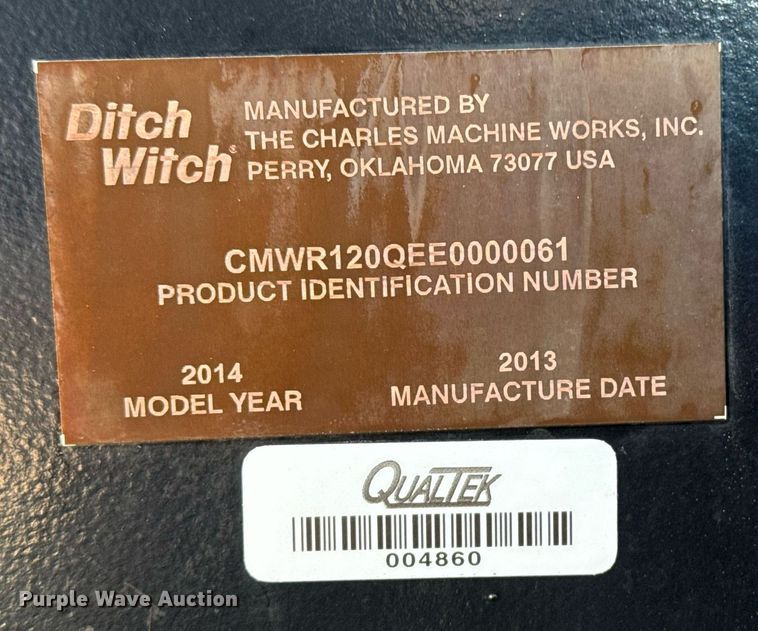 Ditch Witch®
MANUFACTURED BY
THE CHARLES MACHINE WORKS, INC.
PERRY, OKLAHOMA 73077 USA
CMWR120QEE0000061
PRODUCT IDENTIFICATION NUMBER
2014
MODEL YEAR
2013
MANUFACTURE DATE
QUALTEK
004860
Purple Wave Auction